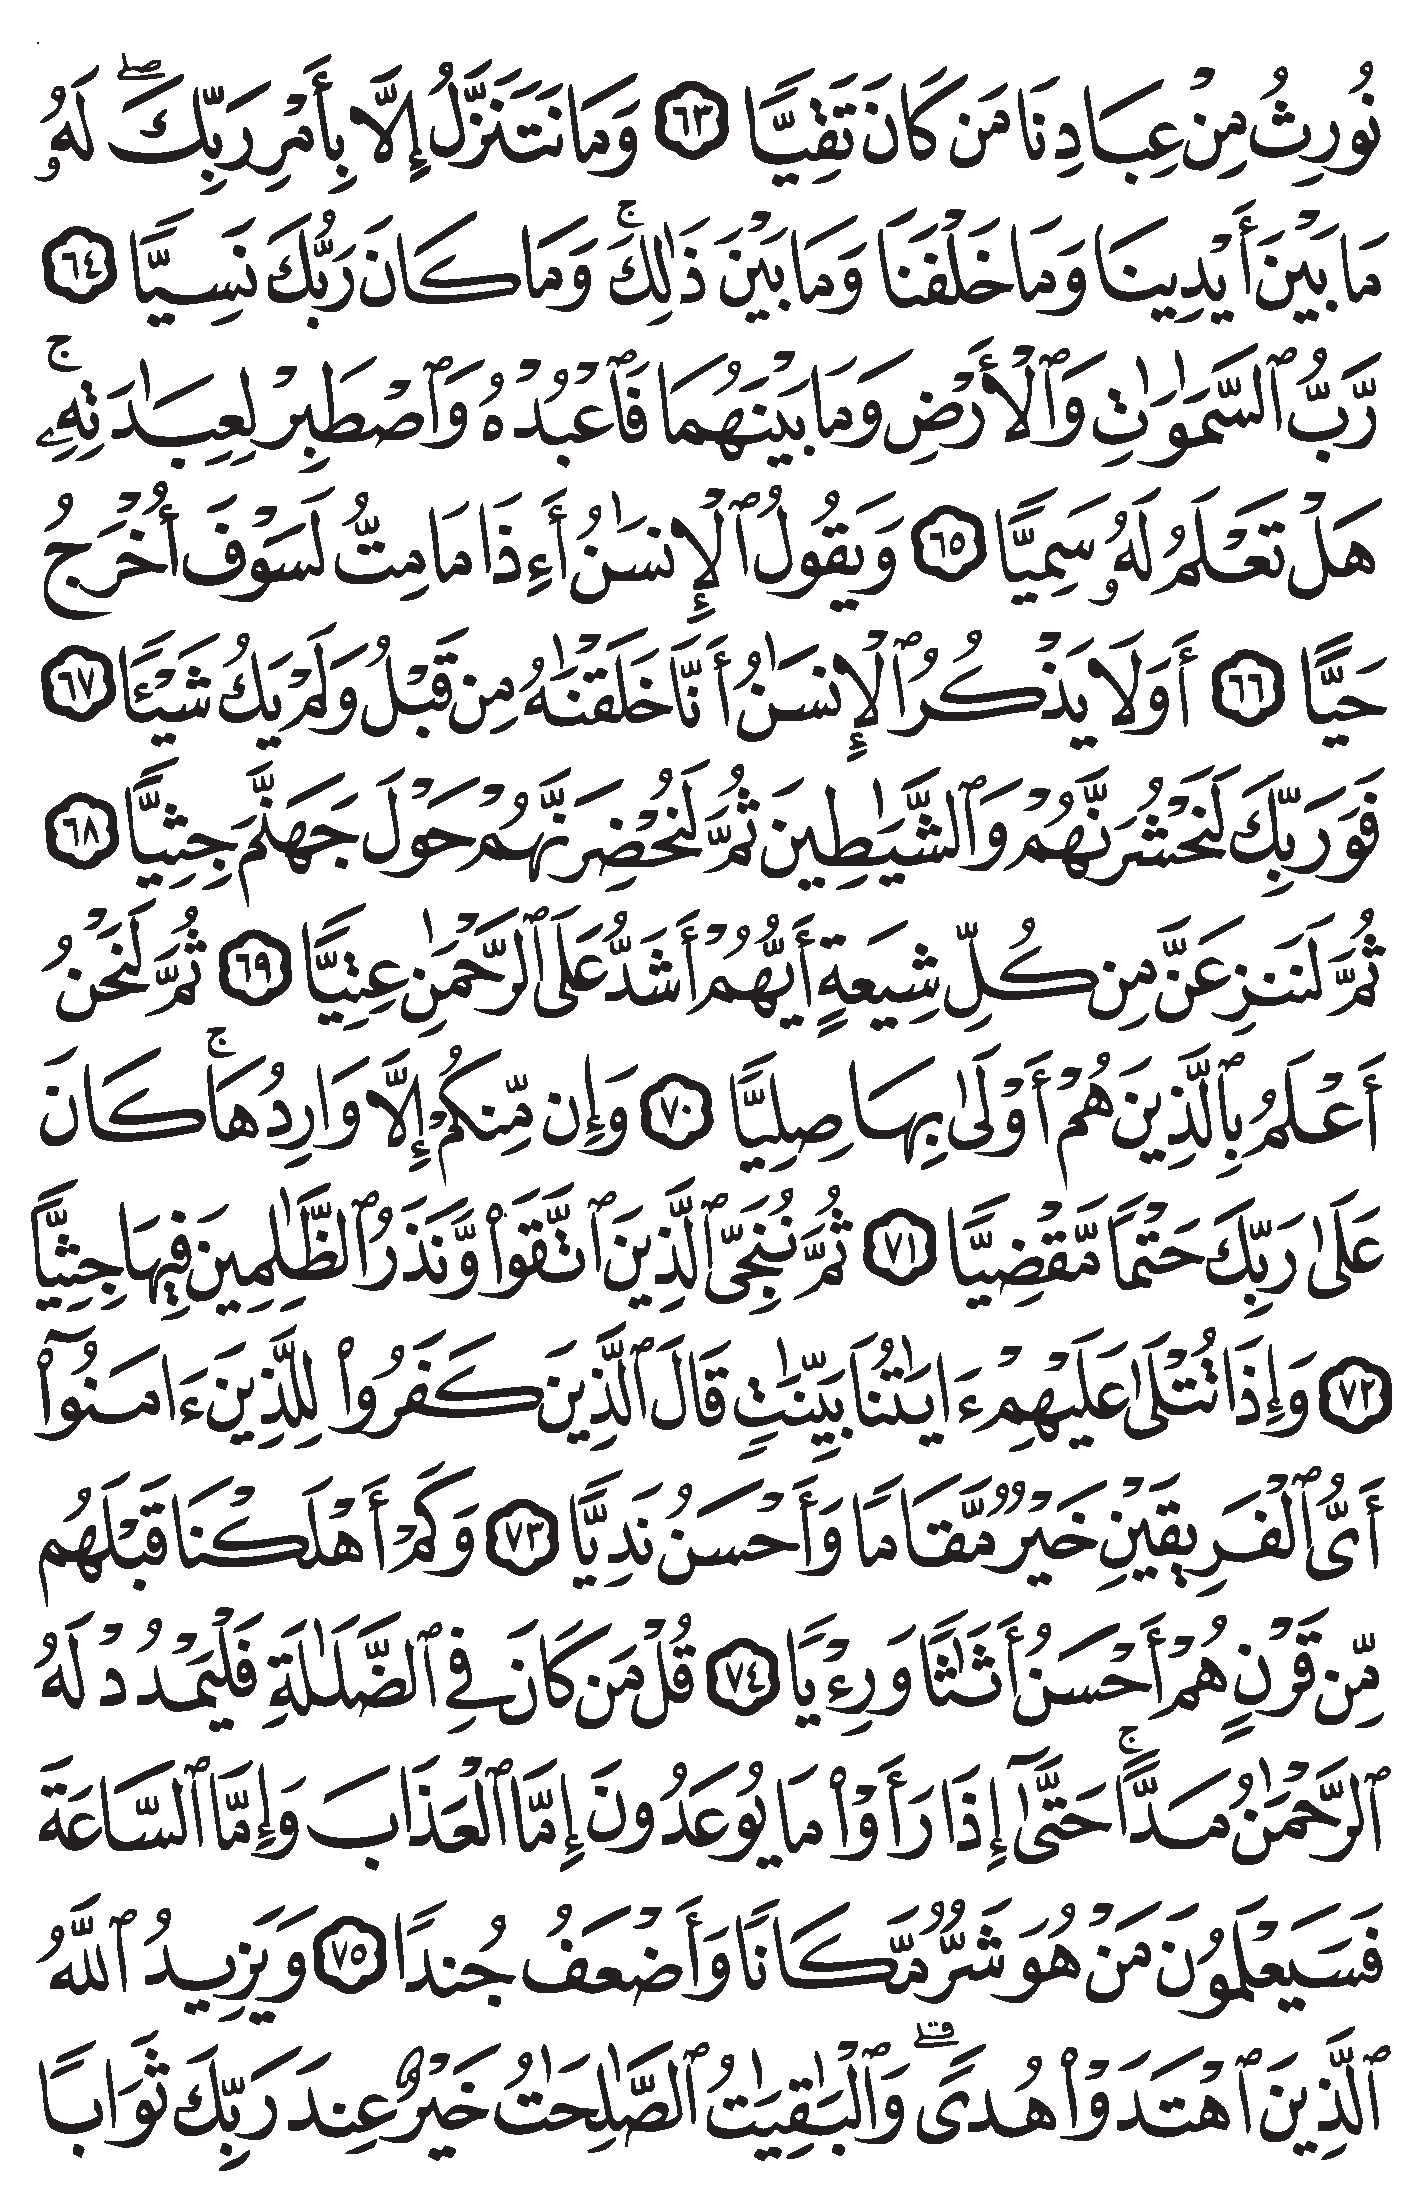 نُورِثُ مِنْ عِبَادِنَا مَن كَانَ تَقِيًّا ٦٣ وَمَا نَتَنَزَّلُ إِلَّا بِأَمْرِ رَبِّكَۖ لَهُۥ
مَا بَيْنَ أَيْدِينَا وَمَا خَلْفَنَا وَمَا بَيْنَ ذَٰلِكَۚ وَمَا كَانَ رَبُّكَ نَسِيًّا ٦٤
رَّبُّ ٱلسَّمَٰوَٰتِ وَٱلْأَرْضِ وَمَا بَيْنَهُمَا فَٱعْبُدْهُ وَٱصْطَبِرْ لِعِبَٰدَتِهِۦۚ
هَلْ تَعْلَمُ لَهُۥ سَمِيًّا ٦٥ وَيَقُولُ ٱلْإِنسَٰنُ أَءِذَا مَا مِتُّ لَسَوْفَ أُخْرَجُ
حَيًّا ٦٦ أَوَلَا يَذْكُرُ ٱلْإِنسَٰنُ أَنَّا خَلَقْنَٰهُ مِن قَبْلُ وَلَمْ يَكُ شَيْـًٔا ٦٧
فَوَرَبِّكَ لَنَحْشُرَنَّهُمْ وَٱلشَّيَٰطِينَ ثُمَّ لَنُحْضِرَنَّهُمْ حَوْلَ جَهَنَّمَ جِثِيًّا ٦٨
ثُمَّ لَنَنزِعَنَّ مِن كُلِّ شِيعَةٍ أَيُّهُمْ أَشَدُّ عَلَى ٱلرَّحْمَٰنِ عِتِيًّا ٦٩ ثُمَّ لَنَحْنُ
أَعْلَمُ بِٱلَّذِينَ هُمْ أَوْلَىٰ بِهَا صِلِيًّا ٧٠ وَإِن مِّنكُمْ إِلَّا وَارِدُهَاۚ كَانَ
عَلَىٰ رَبِّكَ حَتْمًا مَّقْضِيًّا ٧١ ثُمَّ نُنَجِّى ٱلَّذِينَ ٱتَّقَوا۟ وَّنَذَرُ ٱلظَّٰلِمِينَ فِيهَا جِثِيًّا
٧٢ وَإِذَا تُتْلَىٰ عَلَيْهِمْ ءَايَٰتُنَا بَيِّنَٰتٍ قَالَ ٱلَّذِينَ كَفَرُوا۟ لِلَّذِينَ ءَامَنُوٓا۟
أَىُّ ٱلْفَرِيقَيْنِ خَيْرٌ مَّقَامًا وَأَحْسَنُ نَدِيًّا ٧٣ وَكَمْ أَهْلَكْنَا قَبْلَهُم
مِّن قَرْنٍ هُمْ أَحْسَنُ أَثَٰثًا وَرِءْيًا ٧٤ قُلْ مَن كَانَ فِى ٱلضَّلَٰلَةِ فَلْيَمْدُدْ لَهُ
ٱلرَّحْمَٰنُ مَدًّاۚ حَتَّىٰٓ إِذَا رَأَوْا۟ مَا يُوعَدُونَ إِمَّا ٱلْعَذَابَ وَإِمَّا ٱلسَّاعَةَ
فَسَيَعْلَمُونَ مَنْ هُوَ شَرٌّ مَّكَانًا وَأَضْعَفُ جُندًا ٧٥ وَيَزِيدُ ٱللَّهُ
ٱلَّذِينَ ٱهْتَدَوْا۟ هُدًىۗ وَٱلْبَٰقِيَٰتُ ٱلصَّٰلِحَٰتُ خَيْرٌ عِندَ رَبِّكَ ثَوَابًا